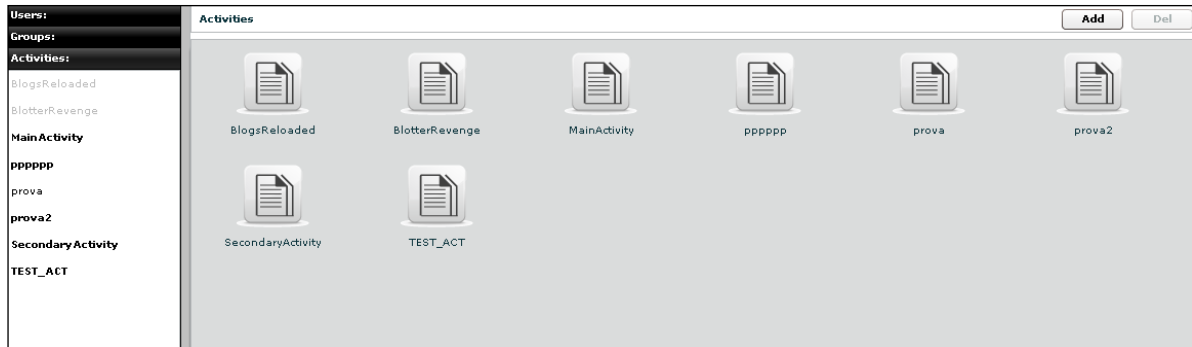 Users:
Groups:
Activities:
BlogsReloaded
BlotterRevenge
MainActivity
pppppp
prova
prova2
SecondaryActivity
TEST_ACT
Activities
Add Del
BlogsReloaded BlotterRevenge MainActivity pppppp prova prova2
SecondaryActivity TEST_ACT